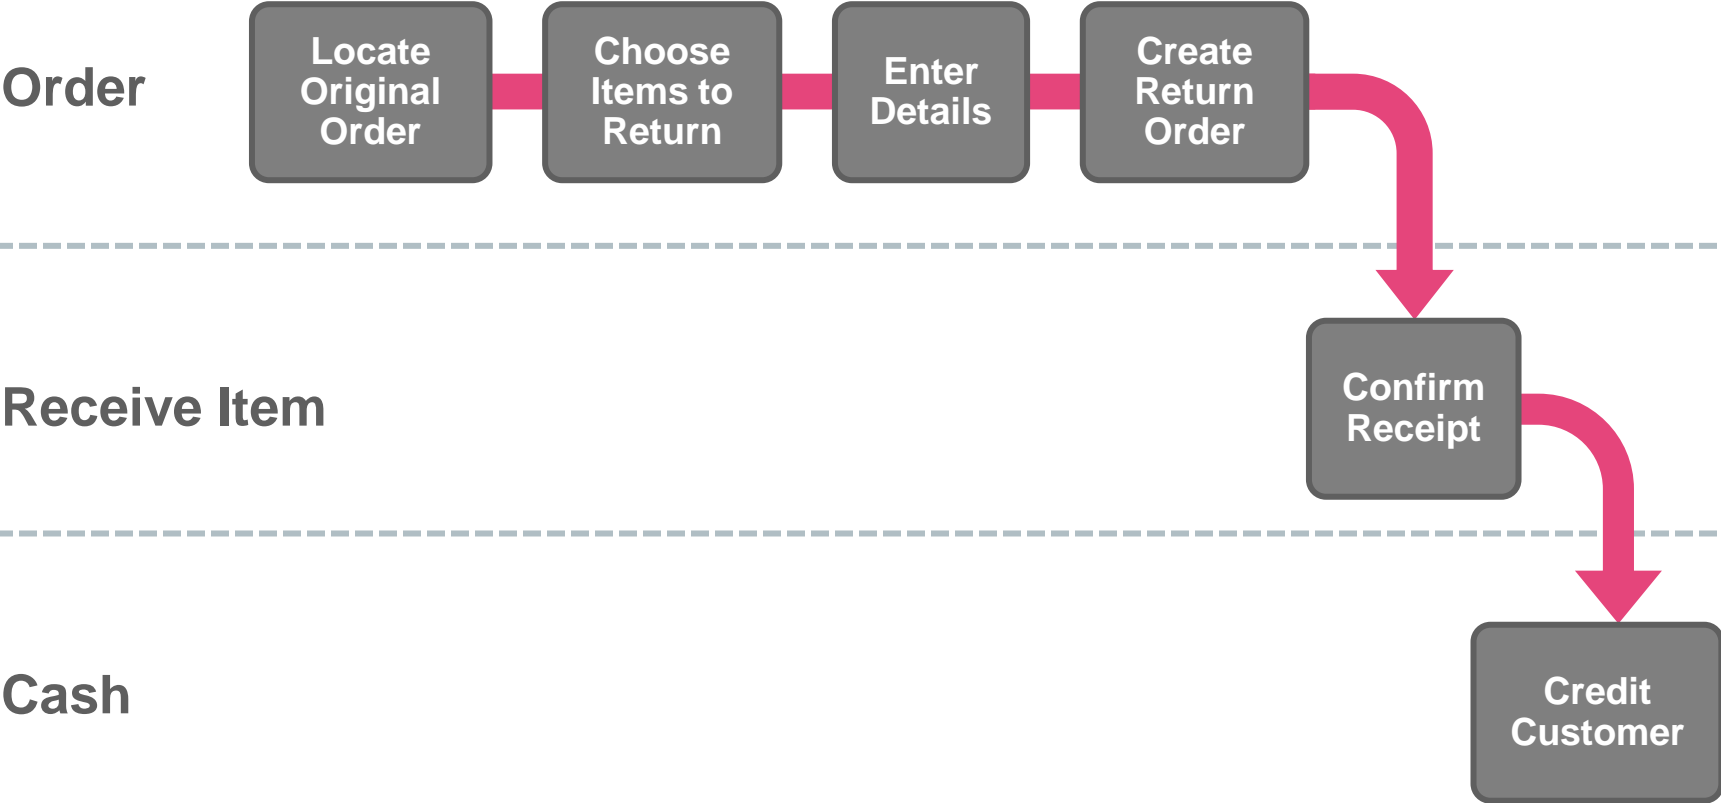 Order
Locate
Original
Order
Choose
Items to
Return
Enter
Details
Create
Return
Order
Receive Item
Confirm
Receipt
Cash
Credit
Customer